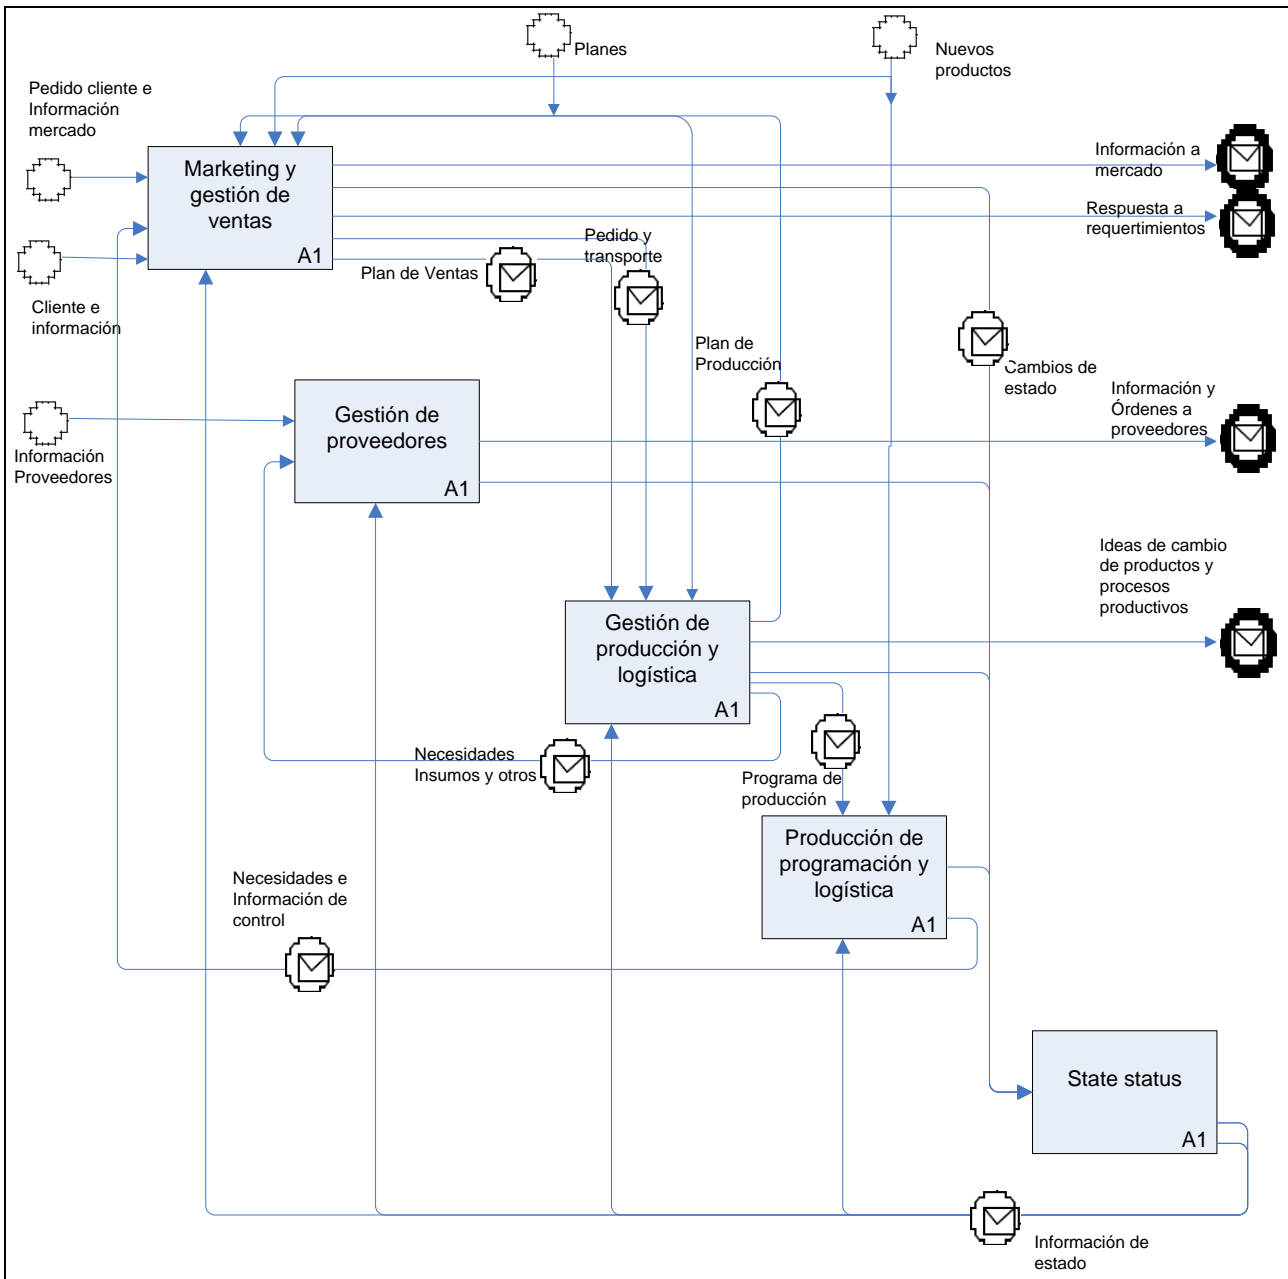 Planes
Nuevos
productos
Pedido cliente e
Información
mercado
Marketing y
gestión de
ventas
A1
Información a
mercado
Respuesta a
requertimientos
Cliente e
información
Plan de Ventas
Pedido y
transporte
Plan de
Producción
Cambios de
estado
Información y
Órdenes a
proveedores
Gestión de
proveedores
A1
Información
Proveedores
Ideas de cambio
de productos y
procesos
productivos
Gestión de
producción y
logística
A1
Necesidades
Insumos y otros
Programa de
producción
Producción de
programación y
logística
A1
Necesidades e
Información de
control
State status
A1
Información de
estado